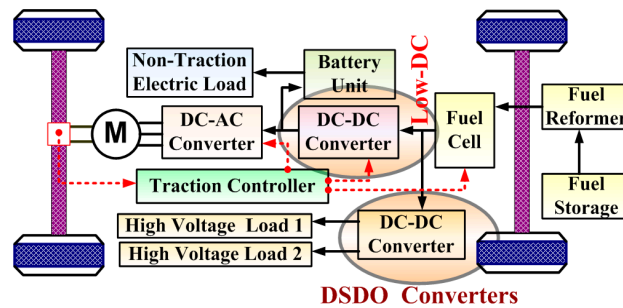 Non-Traction
Electric Load
Battery
Unit
Low-DC
M
DC-AC
Converter
DC-DC
Converter
Fuel
Cell
Fuel
Reformer
Traction Controller
Fuel
Storage
High Voltage Load 1
High Voltage Load 2
DC-DC
Converter
DSDO Converters